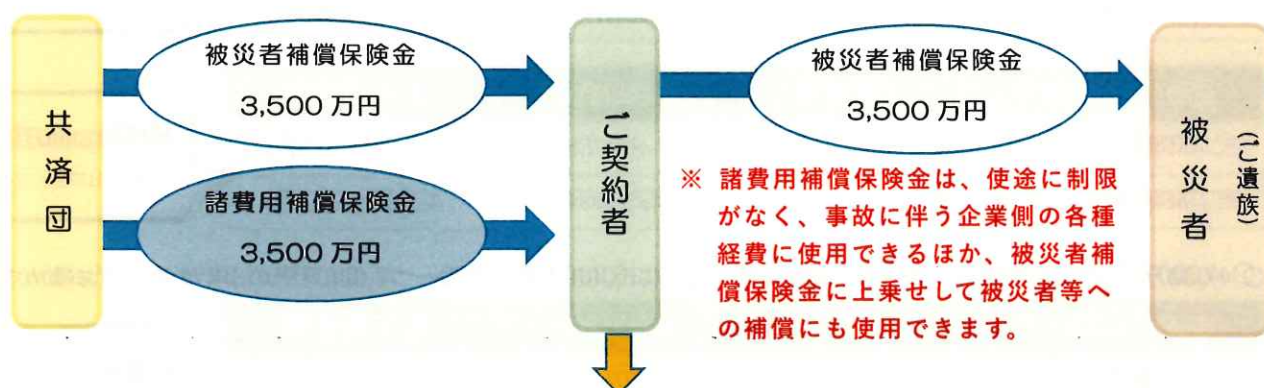 共済団
被災者補償保険金
3,500 万円
諸費用補償保険金
3,500 万円
ご契約者
被災者補償保険金
3,500 万円
※ 諸費用補償保険金は、使途に制限
がなく、事故に伴う企業側の各種
経費に使用できるほか、被災者補
償保険金に上乗せして被災者等へ
の補償にも使用できます。
被災者
（ご遺族）